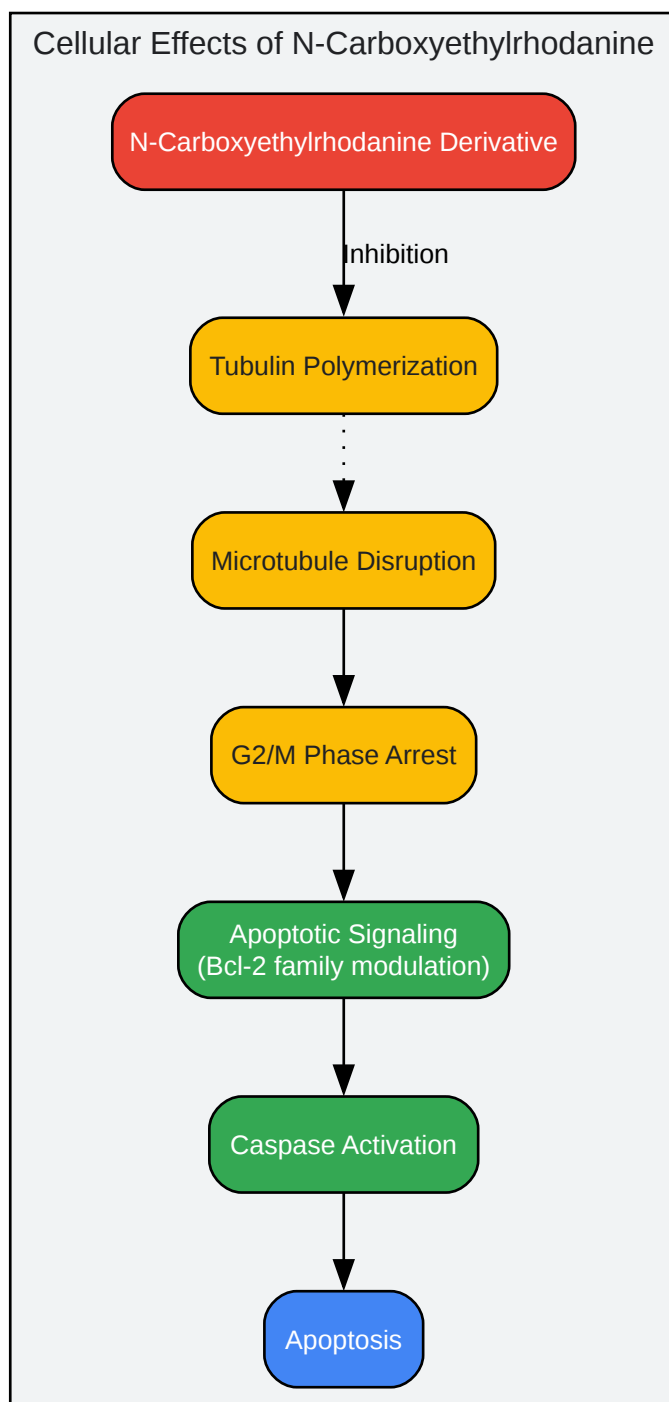 Cellular Effects of N-Carboxyethylrhodanine
N-Carboxyethylrhodanine Derivative
Inhibition
Tubulin Polymerization
Microtubule Disruption
G2/M Phase Arrest
Apoptotic Signaling
(Bcl-2 family modulation)
Caspase Activation
Apoptosis